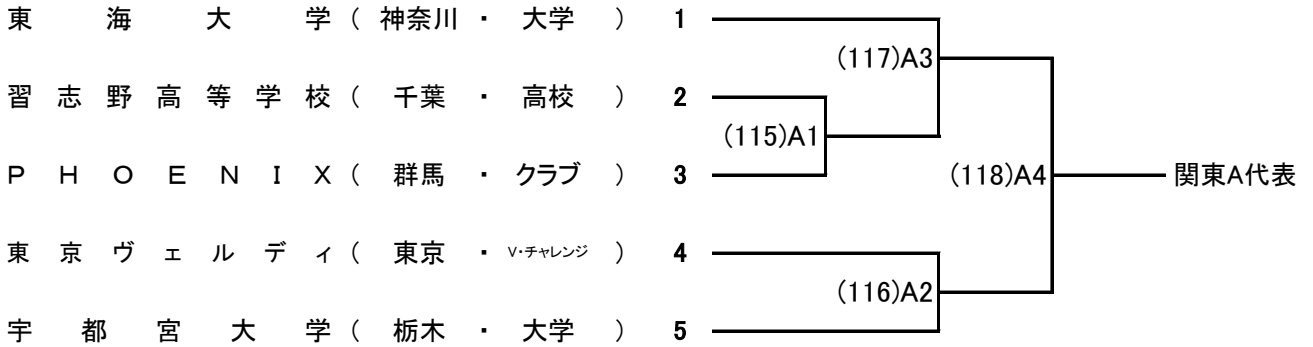 東海大学(神奈川・大学) 1
(117)A3
習志野高等学校(千葉・高校) 2
(115)A1
PHOENIX(群馬・クラブ) 3
(118)A4 関東A代表
東京ヴェルディ(東京・V・チャレンジ) 4
(116)A2
宇都宮大学(栃木・大学) 5